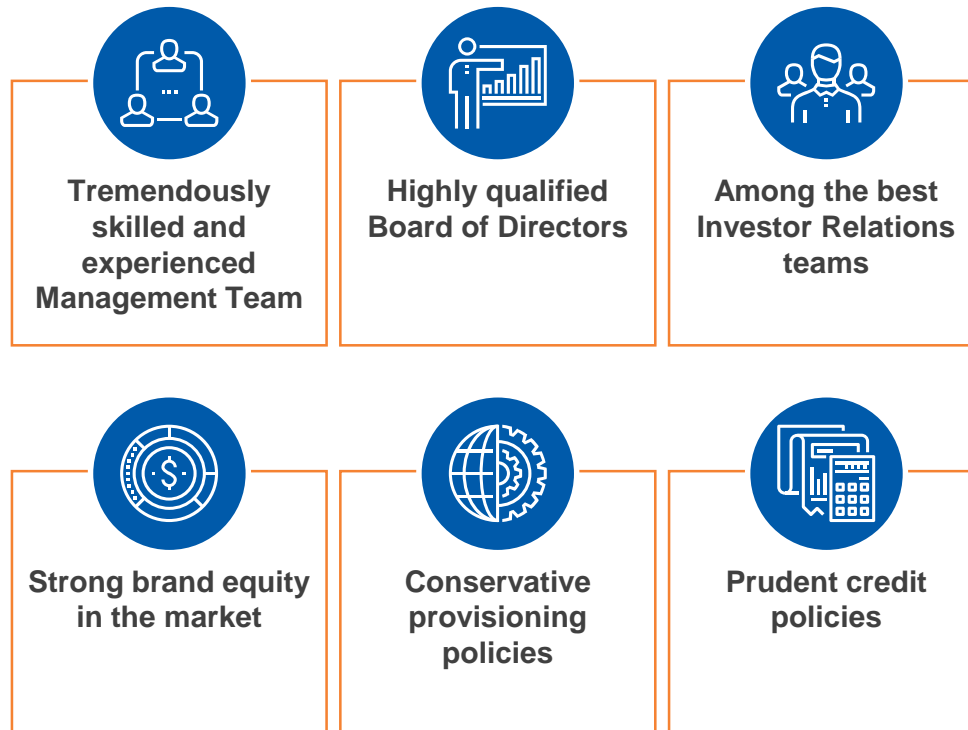 Tremendously
skilled and
experienced
Management Team
Highly qualified
Board of Directors
Among the best
Investor Relations
teams
Strong brand equity
in the market
Conservative
provisioning
policies
Prudent credit
policies